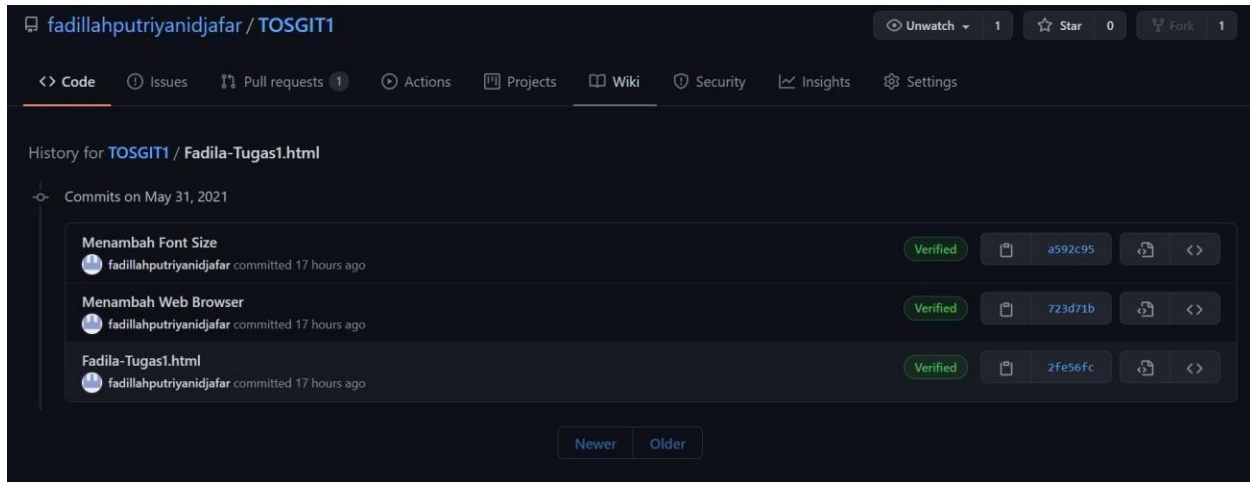 fadillahputriyanidjafar / TOSGIT1
Unwatch 1
Star 0
Fork 1
Code Issues Pull requests 1 Actions Projects Wiki Security Insights Settings
History for TOSGIT1 / Fadila-Tugas1.html
Commits on May 31, 2021
Menambah Font Size
fadillahputriyanidjafar committed 17 hours ago
Verified a592c95
Menambah Web Browser
fadillahputriyanidjafar committed 17 hours ago
Verified 723d71b
Fadila-Tugas1.html
fadillahputriyanidjafar committed 17 hours ago
Verified 2fe56fc
Newer Older